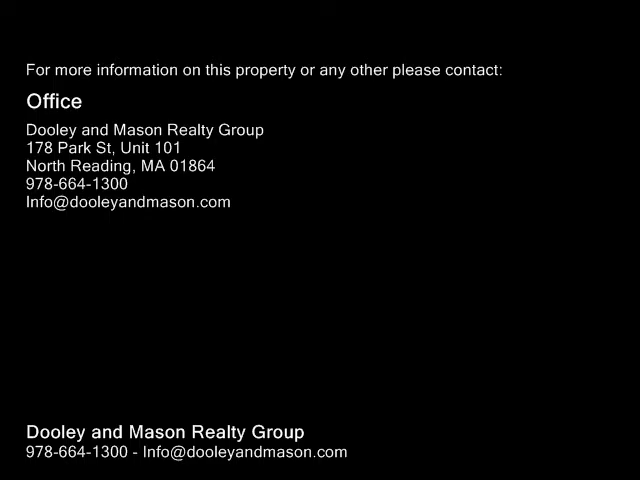 For more information on this property or any other please contact:
Office
Dooley and Mason Realty Group
178 Park St, Unit 101
North Reading, MA 01864
978-664-1300
Info@dooleyandmason.com
Dooley and Mason Realty Group
978-664-1300 - Info@dooleyandmason.com